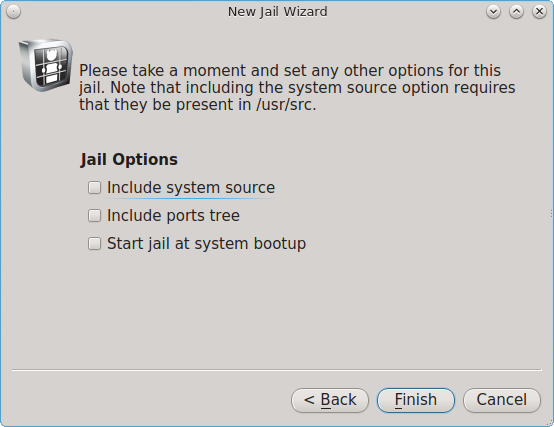 New Jail Wizard
Please take a moment and set any other options for this
jail. Note that including the system source option requires
that they be present in /usr/src.
Jail Options
Include system source
Include ports tree
Start jail at system bootup
< Back
Finish
Cancel